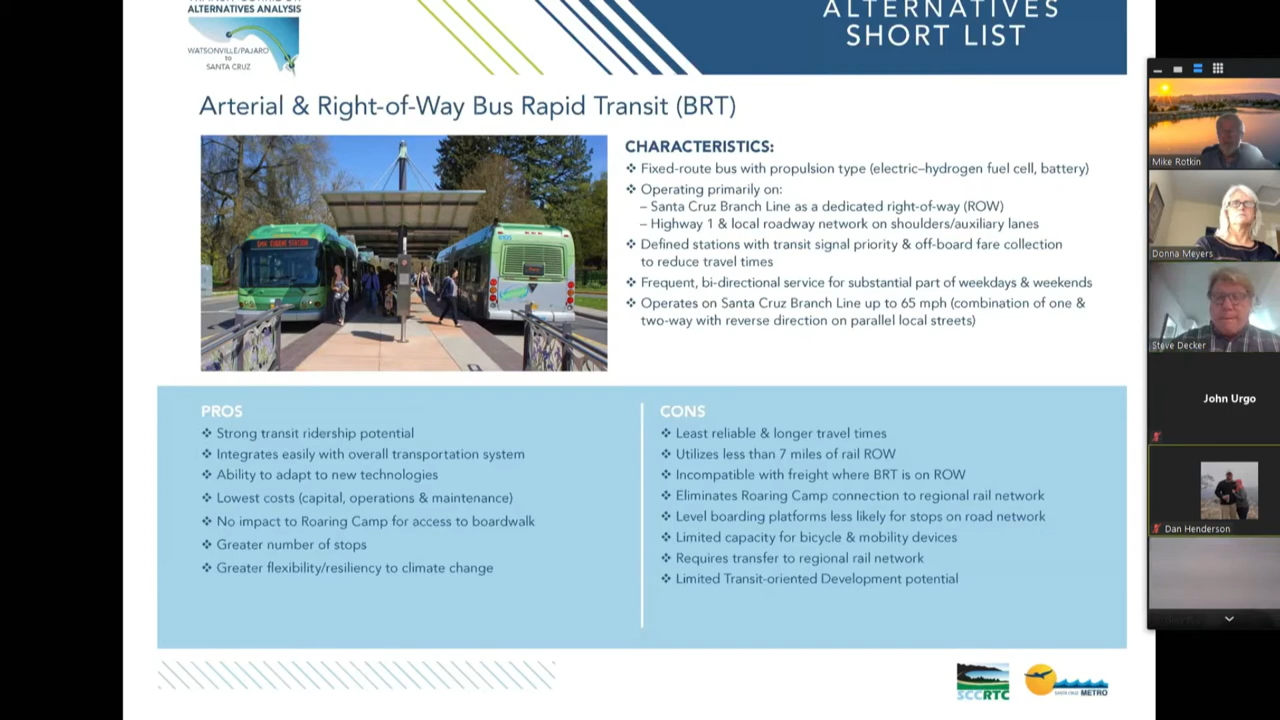 ALTERNATIVES ANALYSIS
WATSONVILLE/PAJARO
to
SANTA CRUZ
ALTERNATIVES
SHORT LIST
Arterial & Right-of-Way Bus Rapid Transit (BRT)
CHARACTERISTICS:
❖ Fixed-route bus with propulsion type (electric–hydrogen fuel cell, battery)
❖ Operating primarily on:
– Santa Cruz Branch Line as a dedicated right-of-way (ROW)
– Highway 1 & local roadway network on shoulders/auxiliary lanes
❖ Defined stations with transit signal priority & off-board fare collection
to reduce travel times
❖ Frequent, bi-directional service for substantial part of weekdays & weekends
❖ Operates on Santa Cruz Branch Line up to 65 mph (combination of one &
two-way with reverse direction on parallel local streets)
PROS
❖ Strong transit ridership potential
❖ Integrates easily with overall transportation system
❖ Ability to adapt to new technologies
❖ Lowest costs (capital, operations & maintenance)
❖ No impact to Roaring Camp for access to boardwalk
❖ Greater number of stops
❖ Greater flexibility/resiliency to climate change
CONS
❖ Least reliable & longer travel times
❖ Utilizes less than 7 miles of rail ROW
❖ Incompatible with freight where BRT is on ROW
❖ Eliminates Roaring Camp connection to regional rail network
❖ Level boarding platforms less likely for stops on road network
❖ Limited capacity for bicycle & mobility devices
❖ Requires transfer to regional rail network
❖ Limited Transit-oriented Development potential
SCCRTC
SANTA CRUZ METRO
Mike Rotkin
Donna Meyers
Steve Decker
John Urgo
Dan Henderson